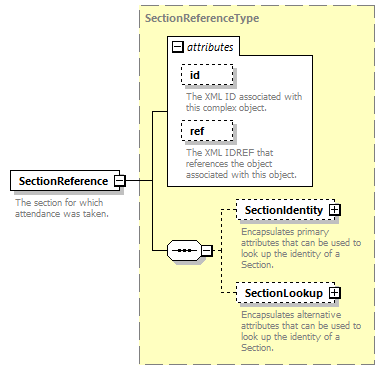 SectionReferenceType
attributes
id
The XML ID associated with
this complex object.
ref
The XML IDREF that
references the object
associated with this object.
SectionReference
The section for which
attendance was taken.
SectionIdentity
Encapsulates primary
attributes that can be used to
look up the identity of a
Section.
SectionLookup
Encapsulates alternative
attributes that can be used to
look up the identity of a
Section.